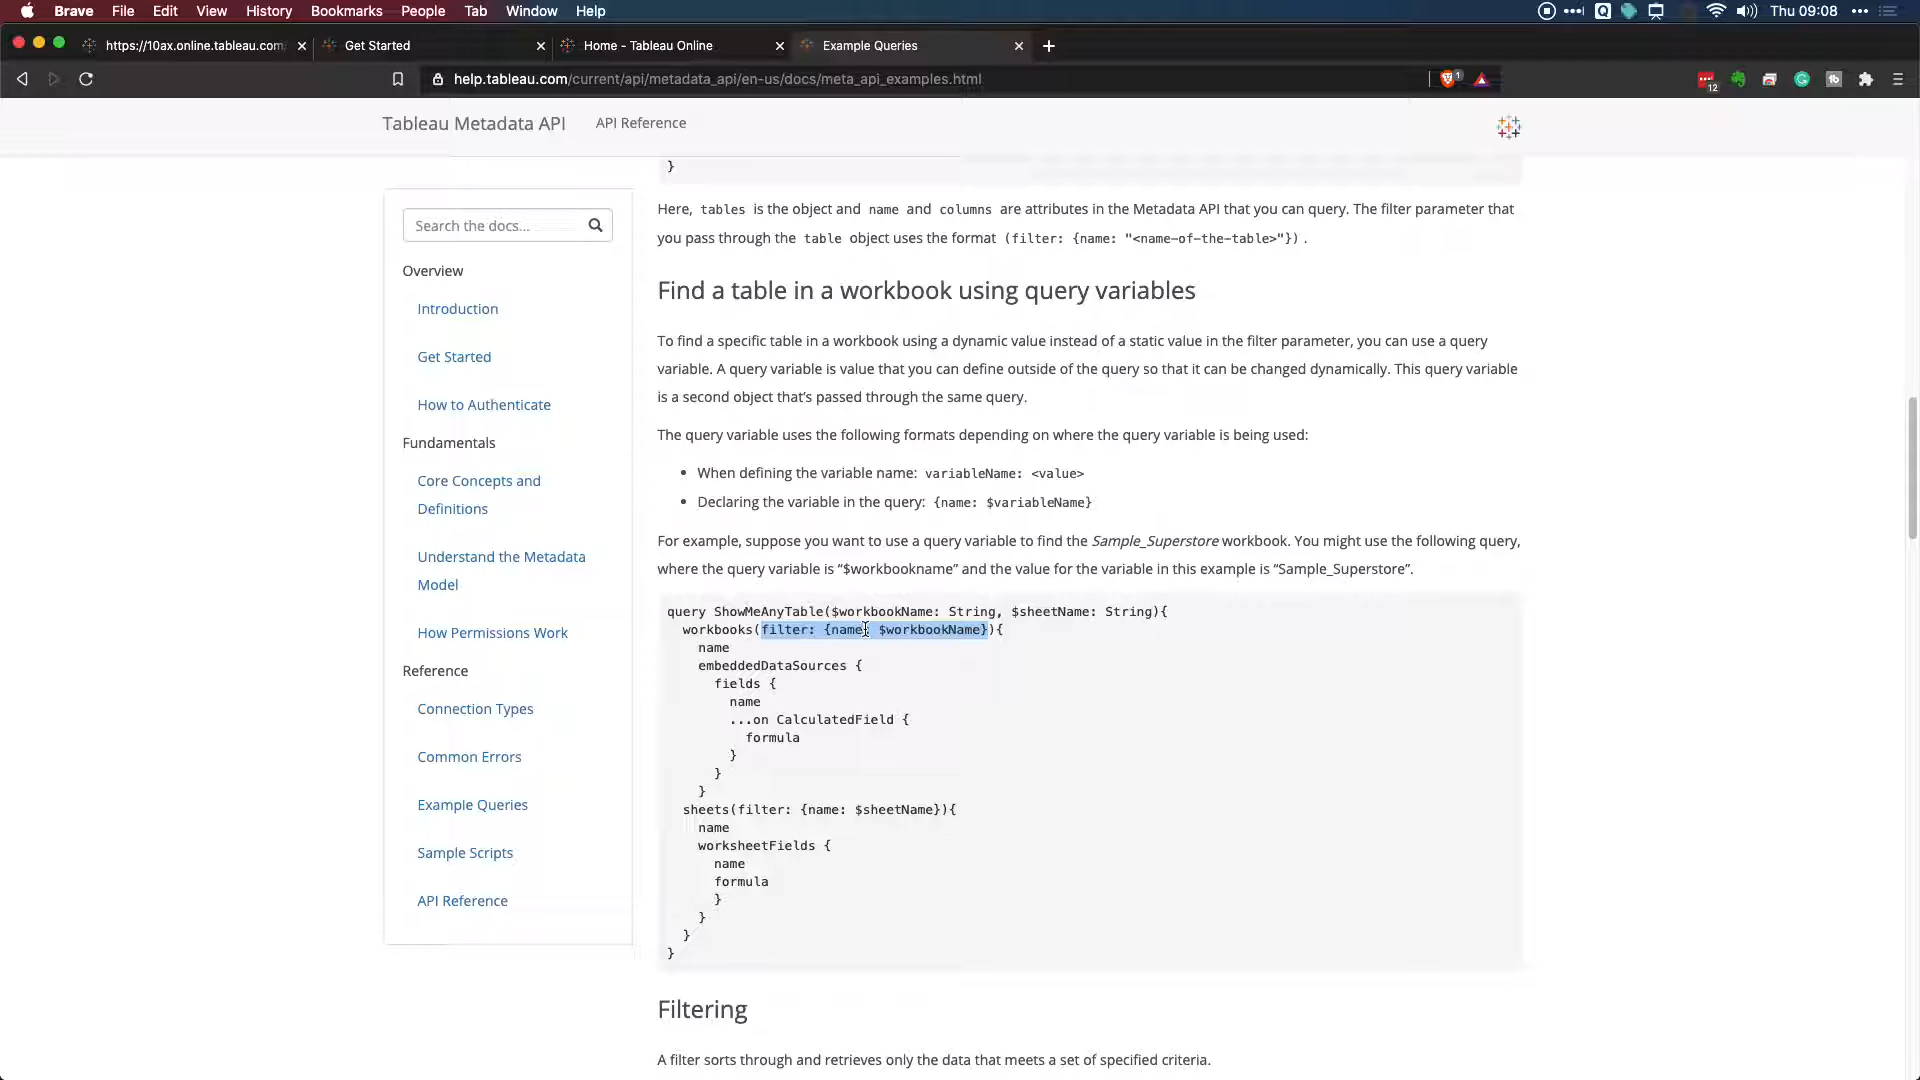 Brave File Edit View History Bookmarks People Tab Window Help Thu 09:08
https://10ax.online.tableau.com
Get Started
Home - Tableau Online
Example Queries
help.tableau.com/current/api/metadata_api/en-us/docs/meta_api_examples.html
1
12
Tableau Metadata API API Reference
Search the docs...
Overview
Introduction
Get Started
How to Authenticate
Fundamentals
Core Concepts and
Definitions
Understand the Metadata
Model
How Permissions Work
Reference
Connection Types
Common Errors
Example Queries
Sample Scripts
API Reference
}
Here, tables is the object and name and columns are attributes in the Metadata API that you can query. The filter parameter that
you pass through the table object uses the format (filter: {name: "<name-of-the-table>"}).
Find a table in a workbook using query variables
To find a specific table in a workbook using a dynamic value instead of a static value in the filter parameter, you can use a query
variable. A query variable is value that you can define outside of the query so that it can be changed dynamically. This query variable
is a second object that's passed through the same query.
The query variable uses the following formats depending on where the query variable is being used:
• When defining the variable name: variableName: <value>
• Declaring the variable in the query: {name: $variableName}
For example, suppose you want to use a query variable to find the Sample_Superstore workbook. You might use the following query,
where the query variable is “$workbookname” and the value for the variable in this example is “Sample_Superstore”.
query ShowMeAnyTable($workbookName: String, $sheetName: String){
workbooks(filter: {name: $workbookName}){
name
embeddedDataSources {
fields {
name
...on CalculatedField {
formula
}
}
}
sheets(filter: {name: $sheetName}){
name
worksheetFields {
name
formula
}
}
}
}
Filtering
A filter sorts through and retrieves only the data that meets a set of specified criteria.